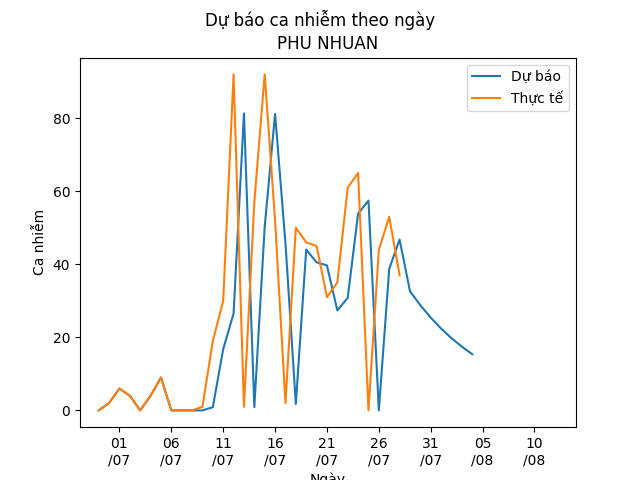 Dự báo ca nhiễm theo ngày
PHU NHUAN
Dự báo
Thực tế
Ca nhiễm
80
60
40
20
0
01 06 11 16 21 26 31 05 10
/07 /07 /07 /07 /07 /07 /07 /08 /08
Ngày